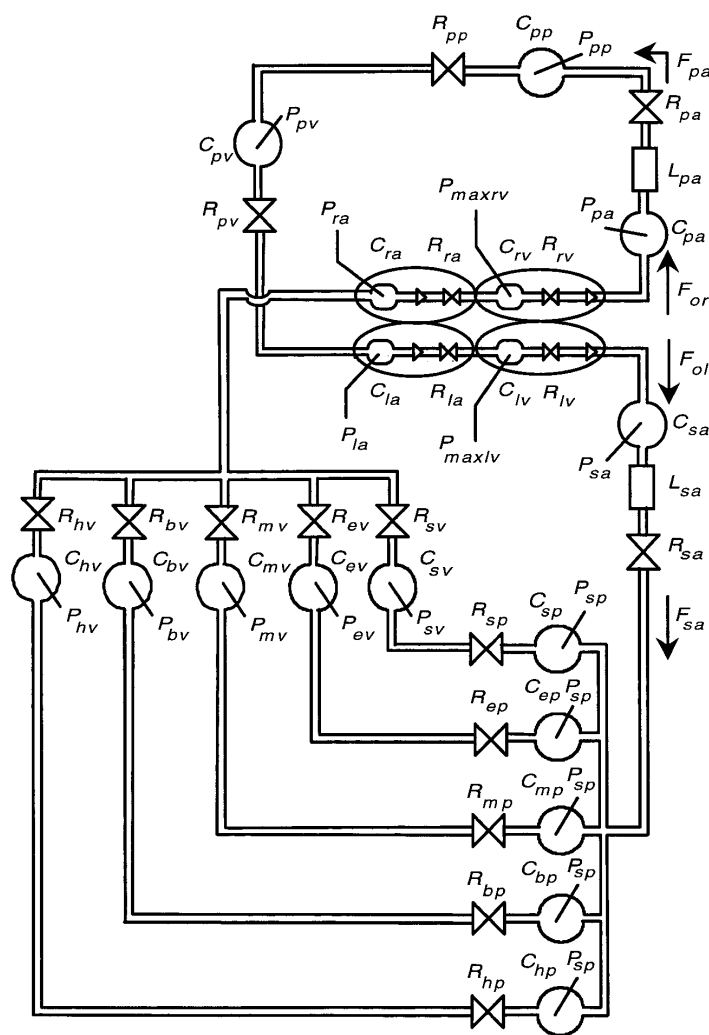 R_pp C_pp P_pp F_pa
R_pa
C_pv P_pv
L_pa
R_pv
P_ra P_maxrv P_pa C_pa
C_ra R_ra C_rv R_rv
F_or
F_ol
C_la R_la C_lv R_lv
C_sa
P_la P_maxlv P_sa
L_sa
R_hv R_bv R_mv R_ev R_sv
R_sa
C_hv C_bv C_mv C_ev C_sv
P_hv P_bv P_mv P_ev P_sv
R_sp C_sp P_sp F_sa
R_ep C_ep P_sp
R_mp C_mp P_sp
R_bp C_bp P_sp
R_hp C_hp P_sp